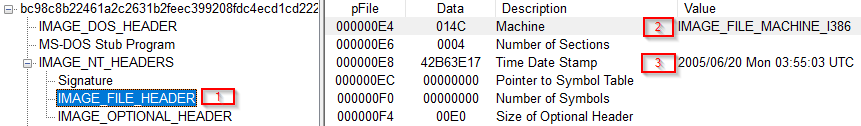 bc98c8b22461a2c2631b2feec399208fdc4ecd1cd222
pFile Data Description Value
IMAGE_DOS_HEADER
000000E4 014C Machine 2 IMAGE_FILE_MACHINE_I386
MS-DOS Stub Program
000000E6 0004 Number of Sections
IMAGE_NT_HEADERS
000000E8 42B63E17 Time Date Stamp 3 2005/06/20 Mon 03:55:03 UTC
Signature
000000EC 00000000 Pointer to Symbol Table
IMAGE_FILE_HEADER 1
000000F0 00000000 Number of Symbols
IMAGE_OPTIONAL_HEADER
000000F4 00E0 Size of Optional Header